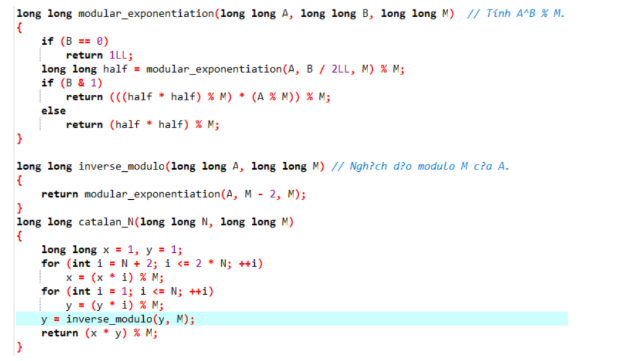 long long modular_exponentiation(long long A, long long B, long long M)  // Tính A^B % M.
{
    if (B == 0)
        return 1LL;
    long long half = modular_exponentiation(A, B / 2LL, M) % M;
    if (B & 1)
        return (((half * half) % M) * (A % M)) % M;
    else
        return (half * half) % M;
}

long long inverse_modulo(long long A, long long M) // Ngh?ch d?o modulo M c?a A.
{
    return modular_exponentiation(A, M - 2, M);
}
long long catalan_N(long long N, long long M)
{
    long long x = 1, y = 1;
    for (int i = N + 2; i <= 2 * N; ++i)
        x = (x * i) % M;
    for (int i = 1; i <= N; ++i)
        y = (y * i) % M;
    y = inverse_modulo(y, M);
    return (x * y) % M;
}